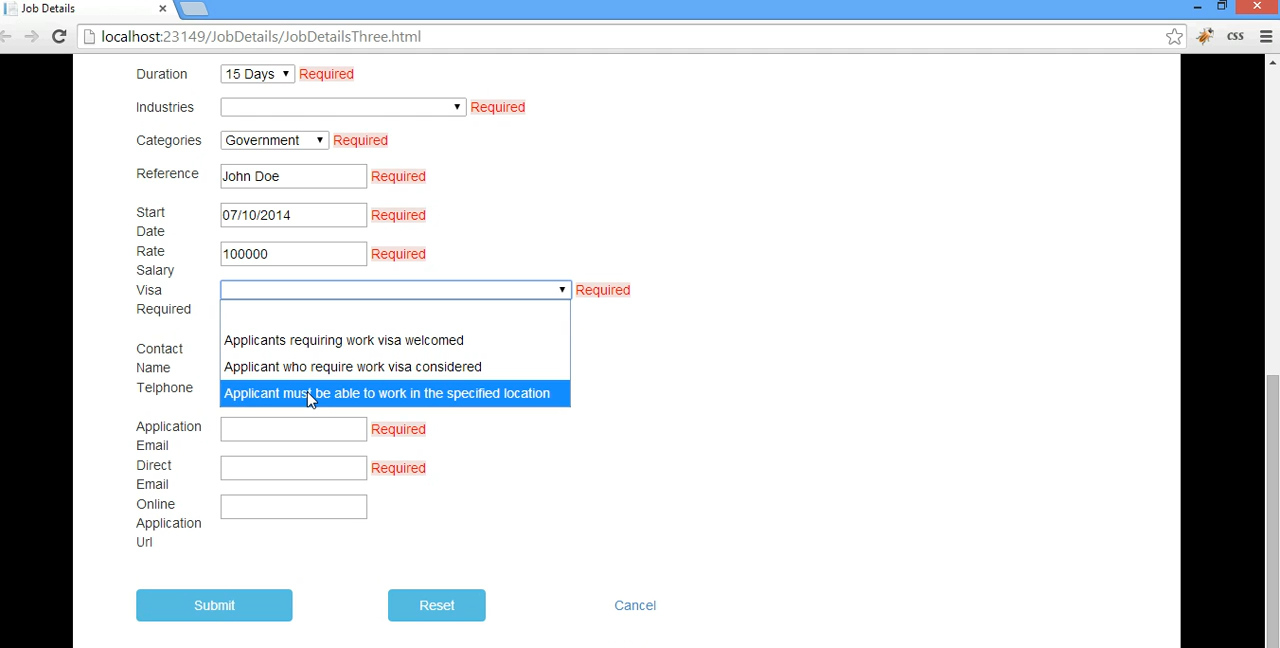 Job Details
localhost:23149/JobDetails/JobDetailsThree.html
CSS
Duration 15 Days Required
Industries Required
Categories Government Required
Reference John Doe Required
Start
Date 07/10/2014 Required
Rate
Salary 100000 Required
Visa
Required Required
Applicants requiring work visa welcomed
Applicant who require work visa considered
Applicant must be able to work in the specified location
Contact
Name
Telphone
Application
Email Required
Direct
Email Required
Online
Application
Url
Submit Reset Cancel